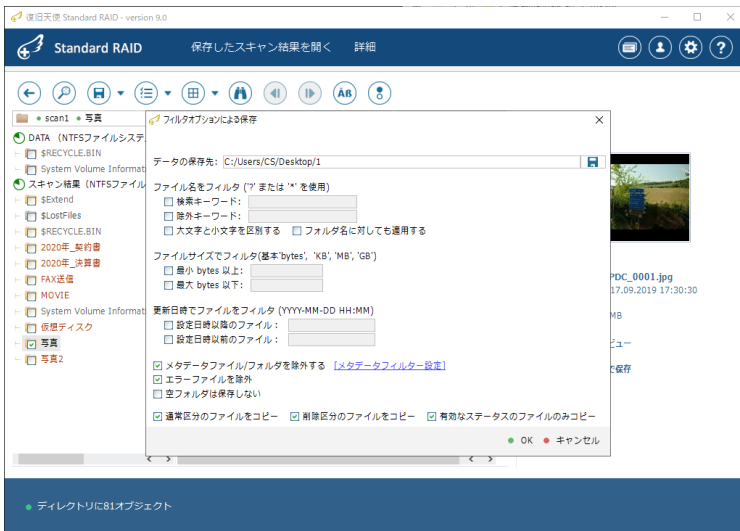 復旧天使 Standard RAID - version 9.0
Standard RAID
保存したスキャン結果を開く
詳細
scan1 写真
DATA （NTFSファイルシステ
$RECYCLE.BIN
System Volume Informat
スキャン結果（NTFSファイル
$Extend
$LostFiles
$RECYCLE.BIN
2020年_契約書
2020年_決算書
FAX送信
MOVIE
System Volume Informat
仮想ディスク
写真
写真2
フィルタオプションによる保存
データの保存先: C:/Users/CS/Desktop/1
ファイル名をフィルタ ('?' または '*' を使用)
検索キーワード:
除外キーワード:
大文字と小文字を区別する フォルダ名に対しても適用する
ファイルサイズでフィルタ(基本'bytes', 'KB', 'MB', 'GB')
最小 bytes 以上:
最大 bytes 以下:
更新日時でファイルをフィルタ (YYYY-MM-DD HH:MM)
設定日時以降のファイル :
設定日時以前のファイル :
メタデータファイル/フォルダを除外する [メタデータフィルター設定]
エラーファイルを除外
空フォルダは保存しない
通常区分のファイルをコピー 削除区分のファイルをコピー 有効なステータスのファイルのみコピー
OK キャンセル
PDC_0001.jpg
17.09.2019 17:30:30
MB
ビュー
で保存
ディレクトリに81オブジェクト